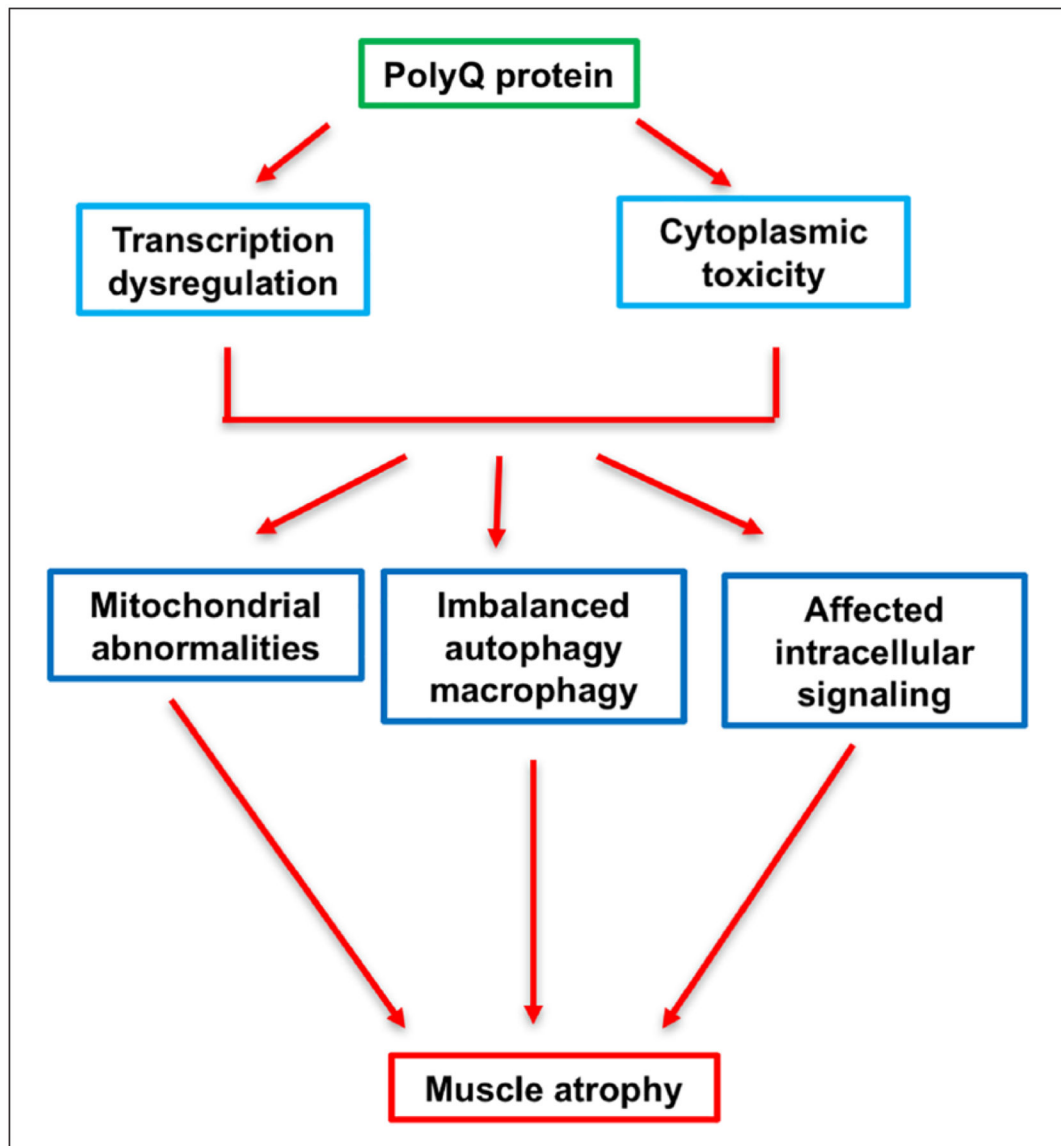 PolyQ protein
Transcription
dysregulation
Cytoplasmic
toxicity
Mitochondrial
abnormalities
Imbalanced
autophagy
macrophagy
Affected
intracellular
signaling
Muscle atrophy